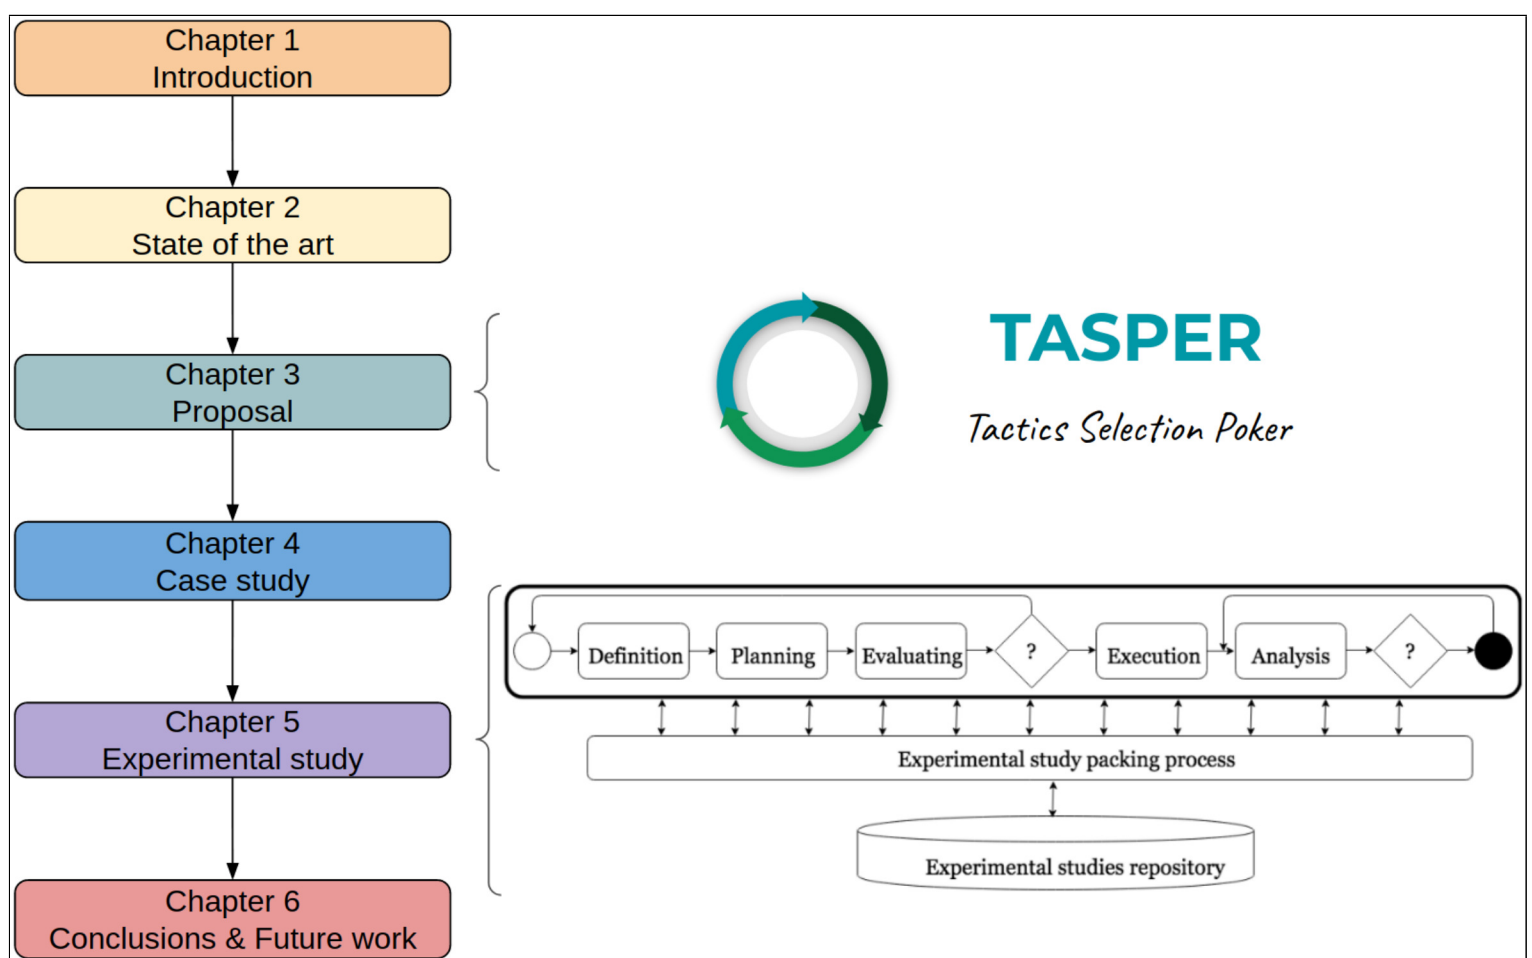 Chapter 1
Introduction
Chapter 2
State of the art
Chapter 3
Proposal
TASPER
Tactics Selection Poker
Chapter 4
Case study
Chapter 5
Experimental study
Definition
Planning
Evaluating
?
Execution
Analysis
?
Experimental study packing process
Experimental studies repository
Chapter 6
Conclusions & Future work